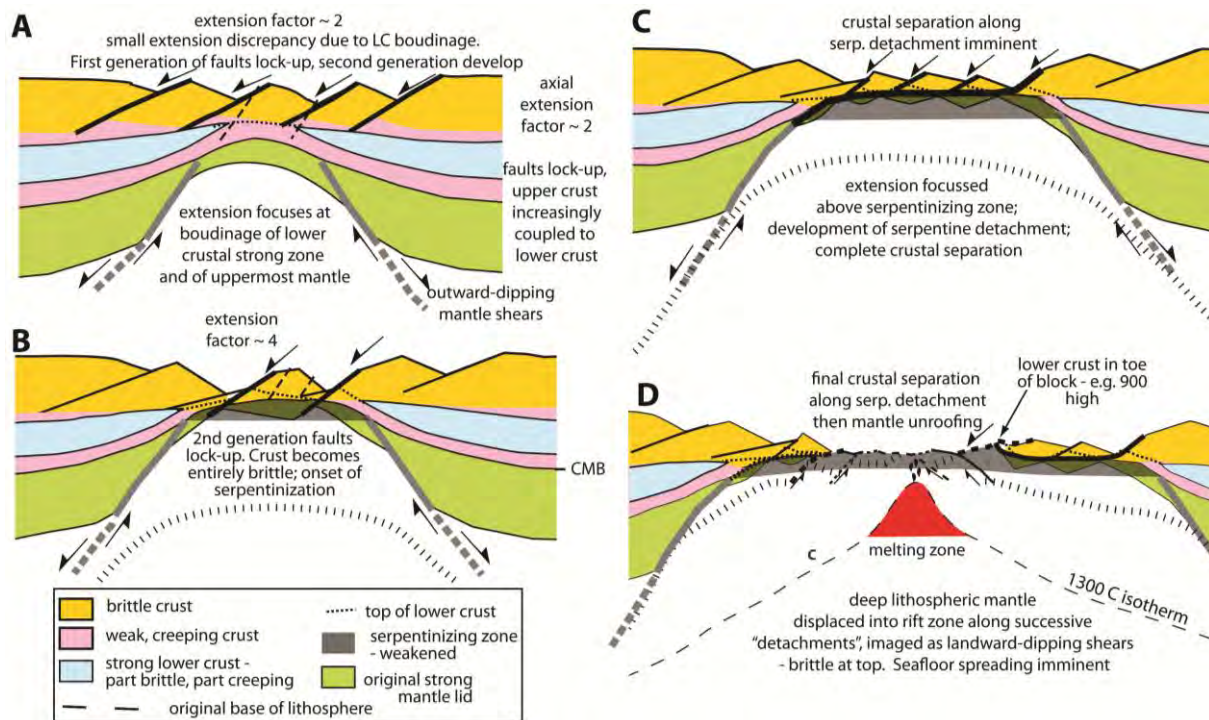 A
extension factor ~ 2
small extension discrepancy due to LC boudinage.
First generation of faults lock-up, second generation develop
axial
extension
factor ~ 2
faults lock-up,
upper crust
increasingly
coupled to
lower crust
extension focuses at
boudinage of lower
crustal strong zone
and of uppermost mantle
outward-dipping
mantle shears
B
extension
factor ~ 4
2nd generation faults
lock-up. Crust becomes
entirely brittle; onset of
serpentinization
CMB
brittle crust
weak, creeping crust
strong lower crust -
part brittle, part creeping
top of lower crust
serpentinizing zone
- weakened
original strong
mantle lid
original base of lithosphere
C
crustal separation along
serp. detachment imminent
extension focussed
above serpentinizing zone;
development of serpentine detachment;
complete crustal separation
D
final crustal separation
along serp. detachment
then mantle unroofing
lower crust in toe
of block - e.g. 900
high
c
melting zone
1300 C isotherm
deep lithospheric mantle
displaced into rift zone along successive
"detachments", imaged as landward-dipping shears
- brittle at top. Seafloor spreading imminent